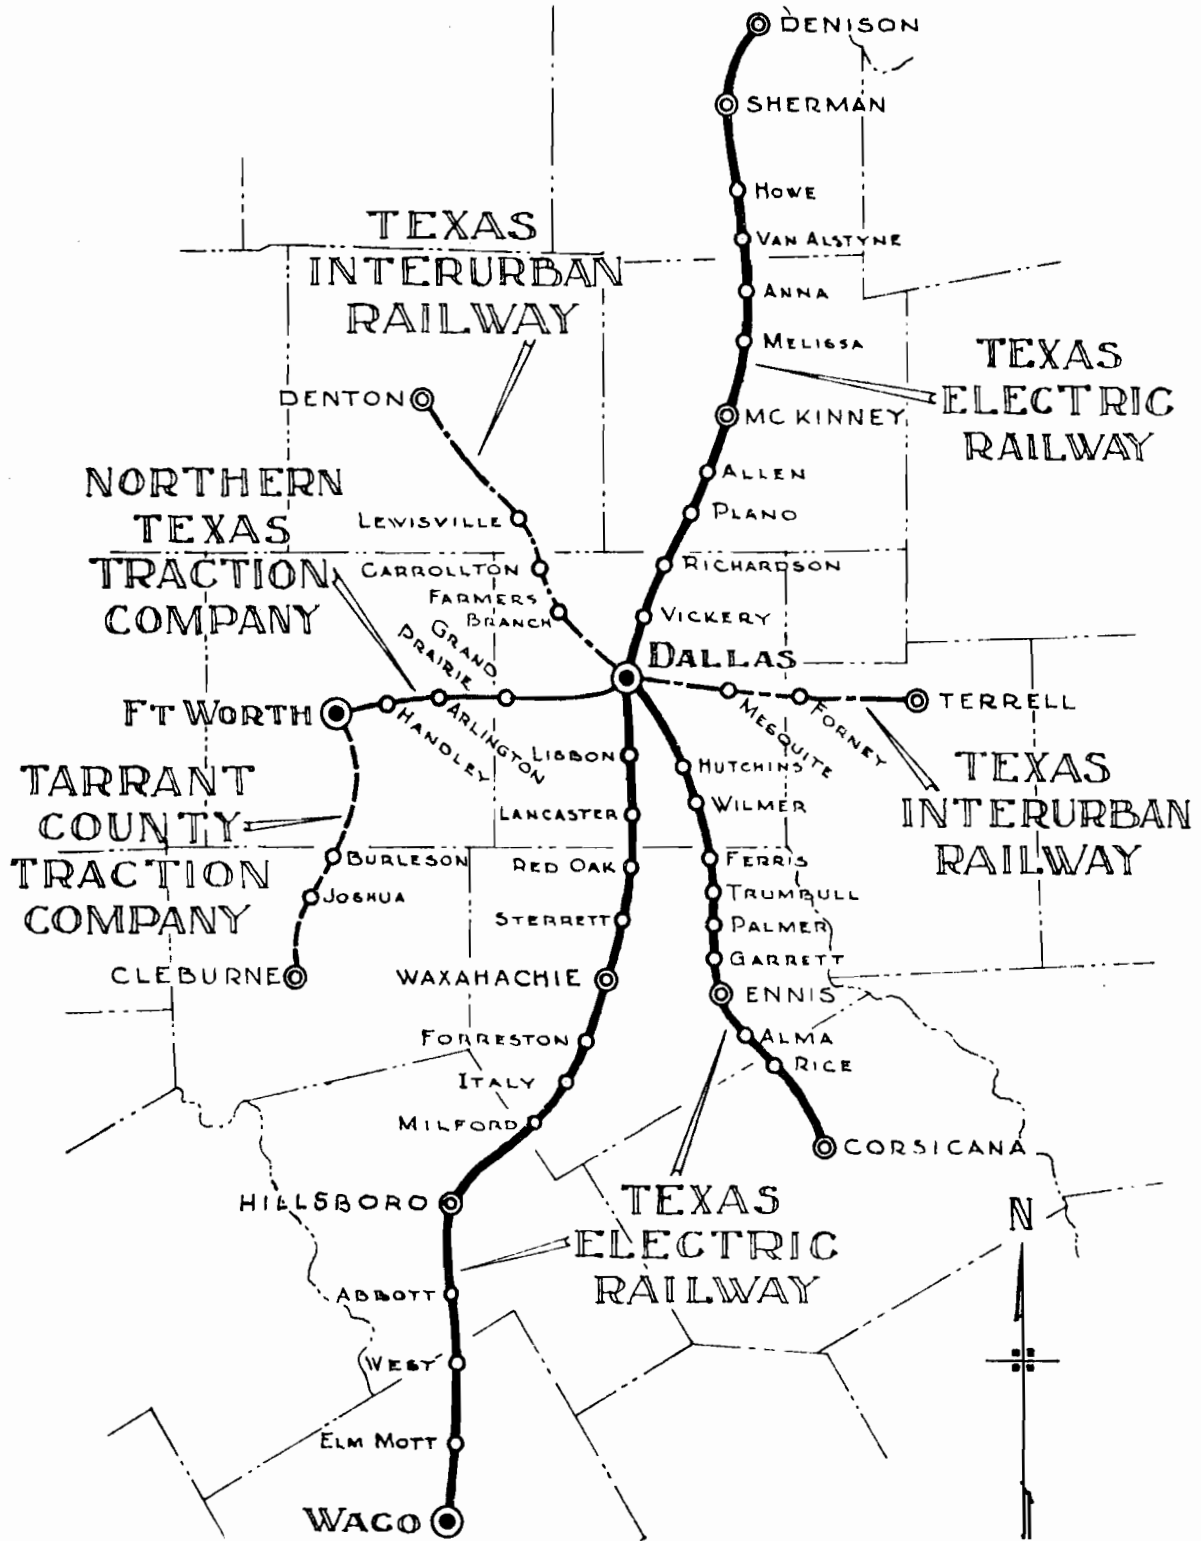 DENISON
SHERMAN
HOWE
TEXAS
INTERURBAN
RAILWAY
VAN ALSTYNE
ANNA
MELISSA
TEXAS
ELECTRIC
RAILWAY
DENTON
MC KINNEY
ALLEN
NORTHERN
TEXAS
TRACTION
COMPANY
PLANO
LEWISVILLE
RICHARDSON
CARROLLTON
FARMERS
BRANCH
VICKERY
GRAND
PRAIRIE
DALLAS
FT WORTH
HANDLEY
ARLINGTON
MESQUITE
FORNEY
TERRELL
TARRANT
COUNTY
TRACTION
COMPANY
LISBON
HUTCHINS
TEXAS
INTERURBAN
RAILWAY
LANCASTER
WILMER
BURLESON
RED OAK
FERRIS
JOSHUA
TRUMBULL
STERRETT
PALMER
GARRETT
CLEBURNE
WAXAHACHIE
ENNIS
FORRESTON
ALMA
RICE
ITALY
MILFORD
CORSICANA
HILLSBORO
TEXAS
ELECTRIC
RAILWAY
N
ABBOTT
WEST
ELM MOTT
WACO